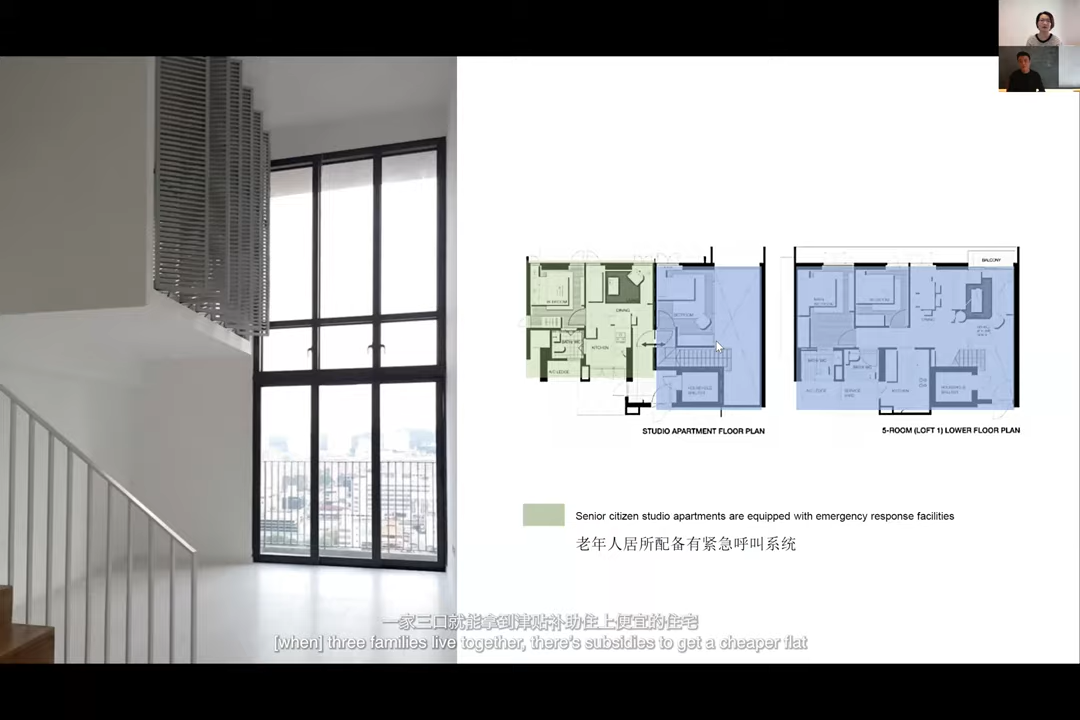 BALCONY
DINING
KITCHEN
KITCHEN
STUDIO APARTMENT FLOOR PLAN
5-ROOM (LOFT 1) LOWER FLOOR PLAN
Senior citizen studio apartments are equipped with emergency response facilities
老年人居所配备有紧急呼叫系统
一家三口就能拿到津贴补助住上便宜的住宅
[when] three families live together, there's subsidies to get a cheaper flat